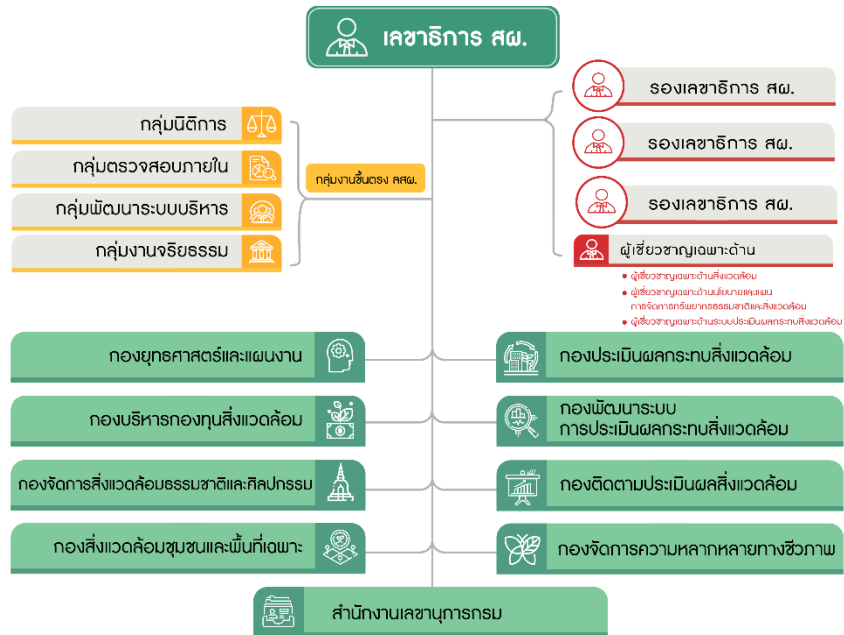 เลขาธิการ สผ.
รองเลขาธิการ สผ.
รองเลขาธิการ สผ.
รองเลขาธิการ สผ.
ผู้เชี่ยวชาญเฉพาะด้าน
• ผู้เชี่ยวชาญเฉพาะด้านสิ่งแวดล้อม
• ผู้เชี่ยวชาญเฉพาะด้านนโยบายและแผน
การจัดการทรัพยากรธรรมชาติและสิ่งแวดล้อม
• ผู้เชี่ยวชาญเฉพาะด้านระบบประเมินผลกระทบสิ่งแวดล้อม
กลุ่มงานขึ้นตรง ลสผ.
กลุ่มนิติการ
กลุ่มตรวจสอบภายใน
กลุ่มพัฒนาระบบบริหาร
กลุ่มงานจริยธรรม
กองยุทธศาสตร์และแผนงาน
กองบริหารกองทุนสิ่งแวดล้อม
กองจัดการสิ่งแวดล้อมธรรมชาติและศิลปกรรม
กองสิ่งแวดล้อมชุมชนและพื้นที่เฉพาะ
กองประเมินผลกระทบสิ่งแวดล้อม
กองพัฒนาระบบ
การประเมินผลกระทบสิ่งแวดล้อม
กองติดตามประเมินผลสิ่งแวดล้อม
กองจัดการความหลากหลายทางชีวภาพ
สำนักงานเลขานุการกรม